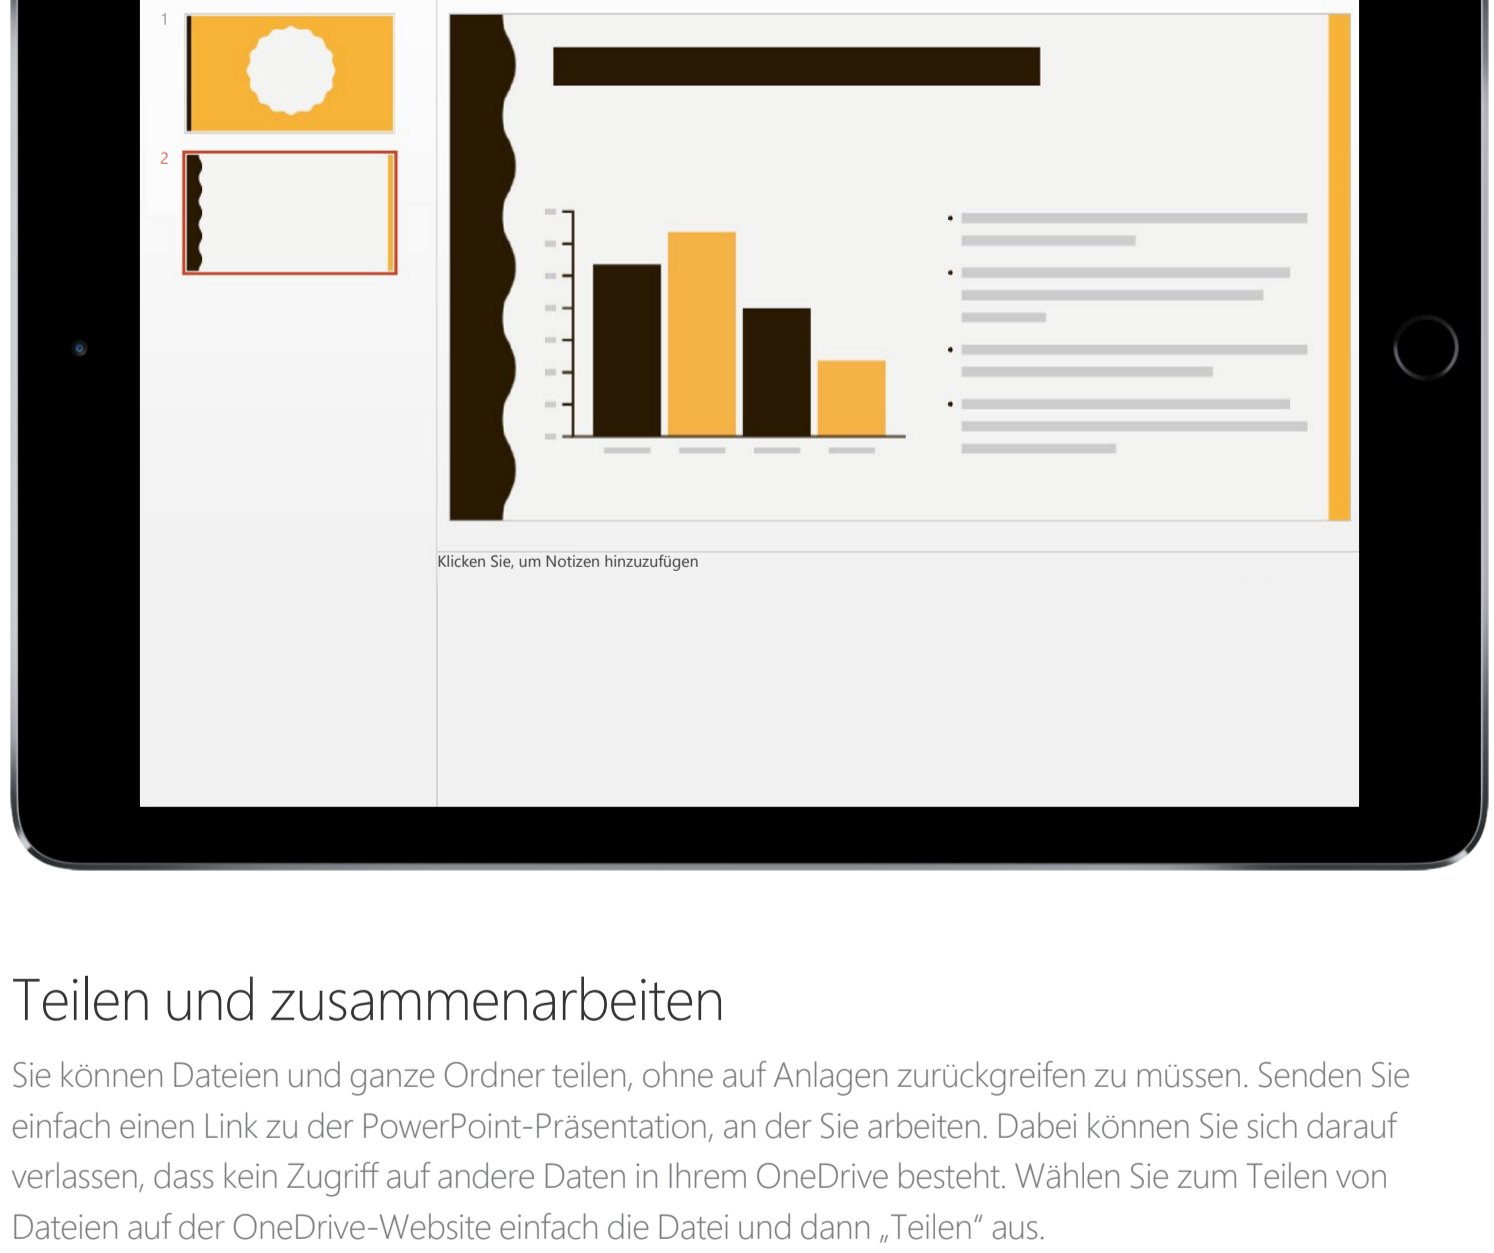 1
2
Klicken Sie, um Notizen hinzuzufügen
Teilen und zusammenarbeiten
Sie können Dateien und ganze Ordner teilen, ohne auf Anlagen zurückgreifen zu müssen. Senden Sie
einfach einen Link zu der PowerPoint-Präsentation, an der Sie arbeiten. Dabei können Sie sich darauf
verlassen, dass kein Zugriff auf andere Daten in Ihrem OneDrive besteht. Wählen Sie zum Teilen von
Dateien auf der OneDrive-Website einfach die Datei und dann „Teilen“ aus.